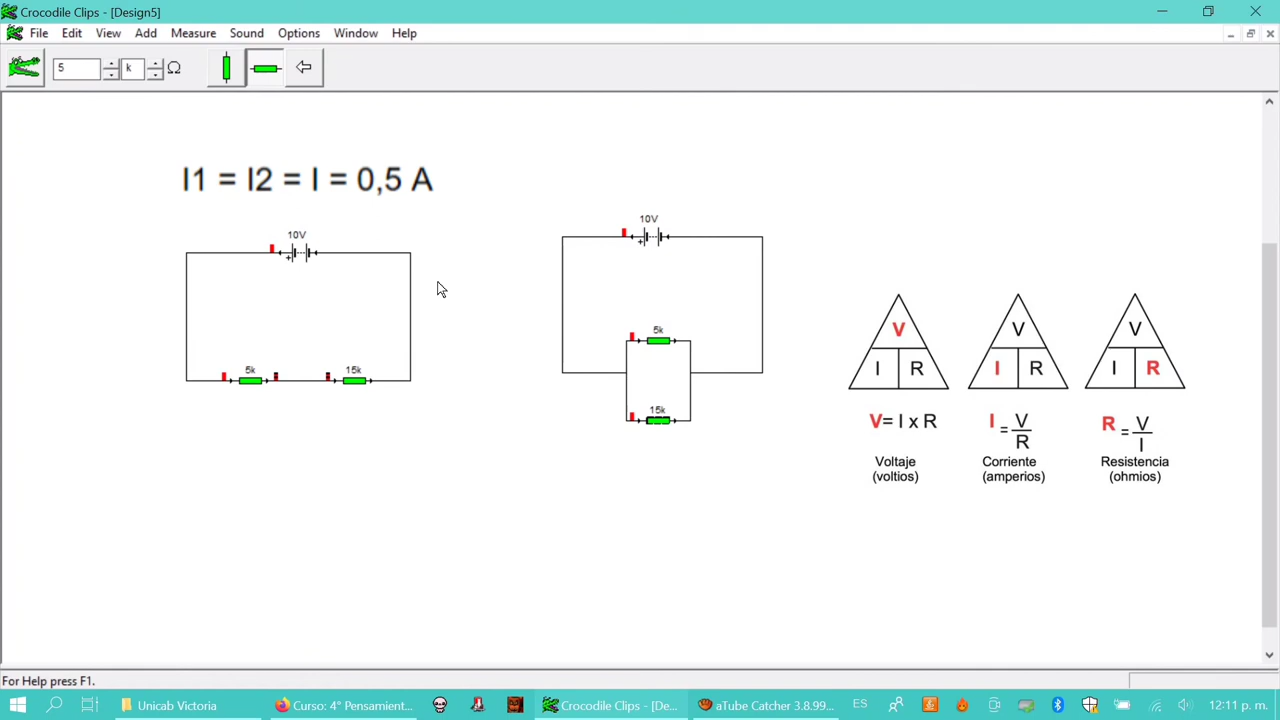 Crocodile Clips - [Design5]
File Edit View Add Measure Sound Options Window Help
5 k Ω
I1 = I2 = I = 0,5 A
10V
5k 15k
10V
5k
15k
V
I R
V= I x R
Voltaje
(voltios)
V
I R
I = V
R
Corriente
(amperios)
V
I R
R = V
I
Resistencia
(ohmios)
For Help press F1.
Unicab Victoria Curso: 4° Pensamient... Crocodile Clips - [De... aTube Catcher 3.8.99... ES 12:11 p. m.